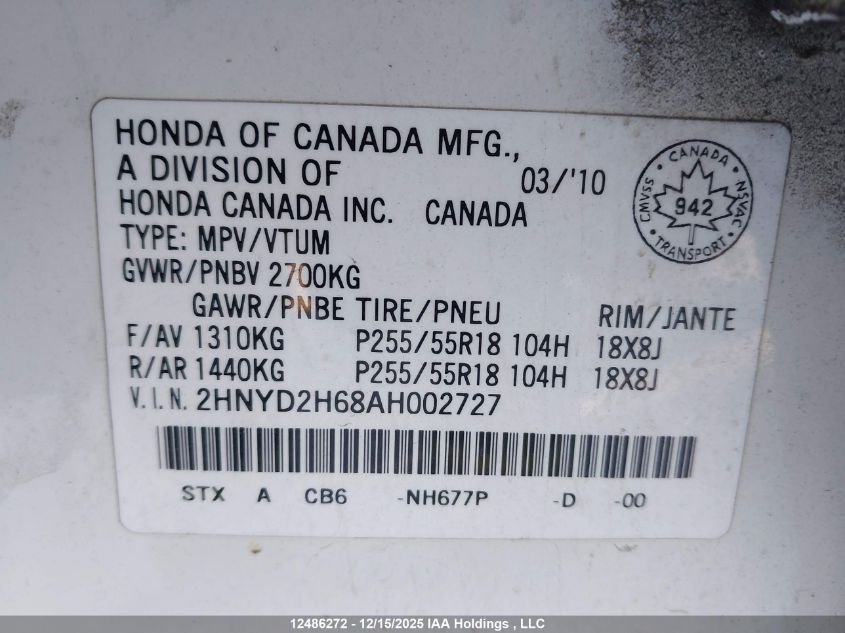 HONDA OF CANADA MFG.,
A DIVISION OF 03/'10
HONDA CANADA INC. CANADA
TYPE: MPV/VTUM
GVWR/PNBV 2700KG
GAWR/PNBE TIRE/PNEU RIM/JANTE
F/AV 1310KG P255/55R18 104H 18X8J
R/AR 1440KG P255/55R18 104H 18X8J
V.I.N. 2HNYD2H68AH002727
STX A CB6 -NH677P -D -00
CANADA
CMVSS 942 NSVAC
TRANSPORT
12486272 - 12/15/2025 IAA Holdings , LLC